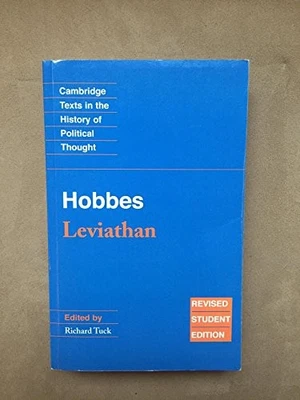 Cambridge
Texts in the
History of
Political
Thought
Hobbes
Leviathan
Edited by
Richard Tuck
REVISED
STUDENT
EDITION